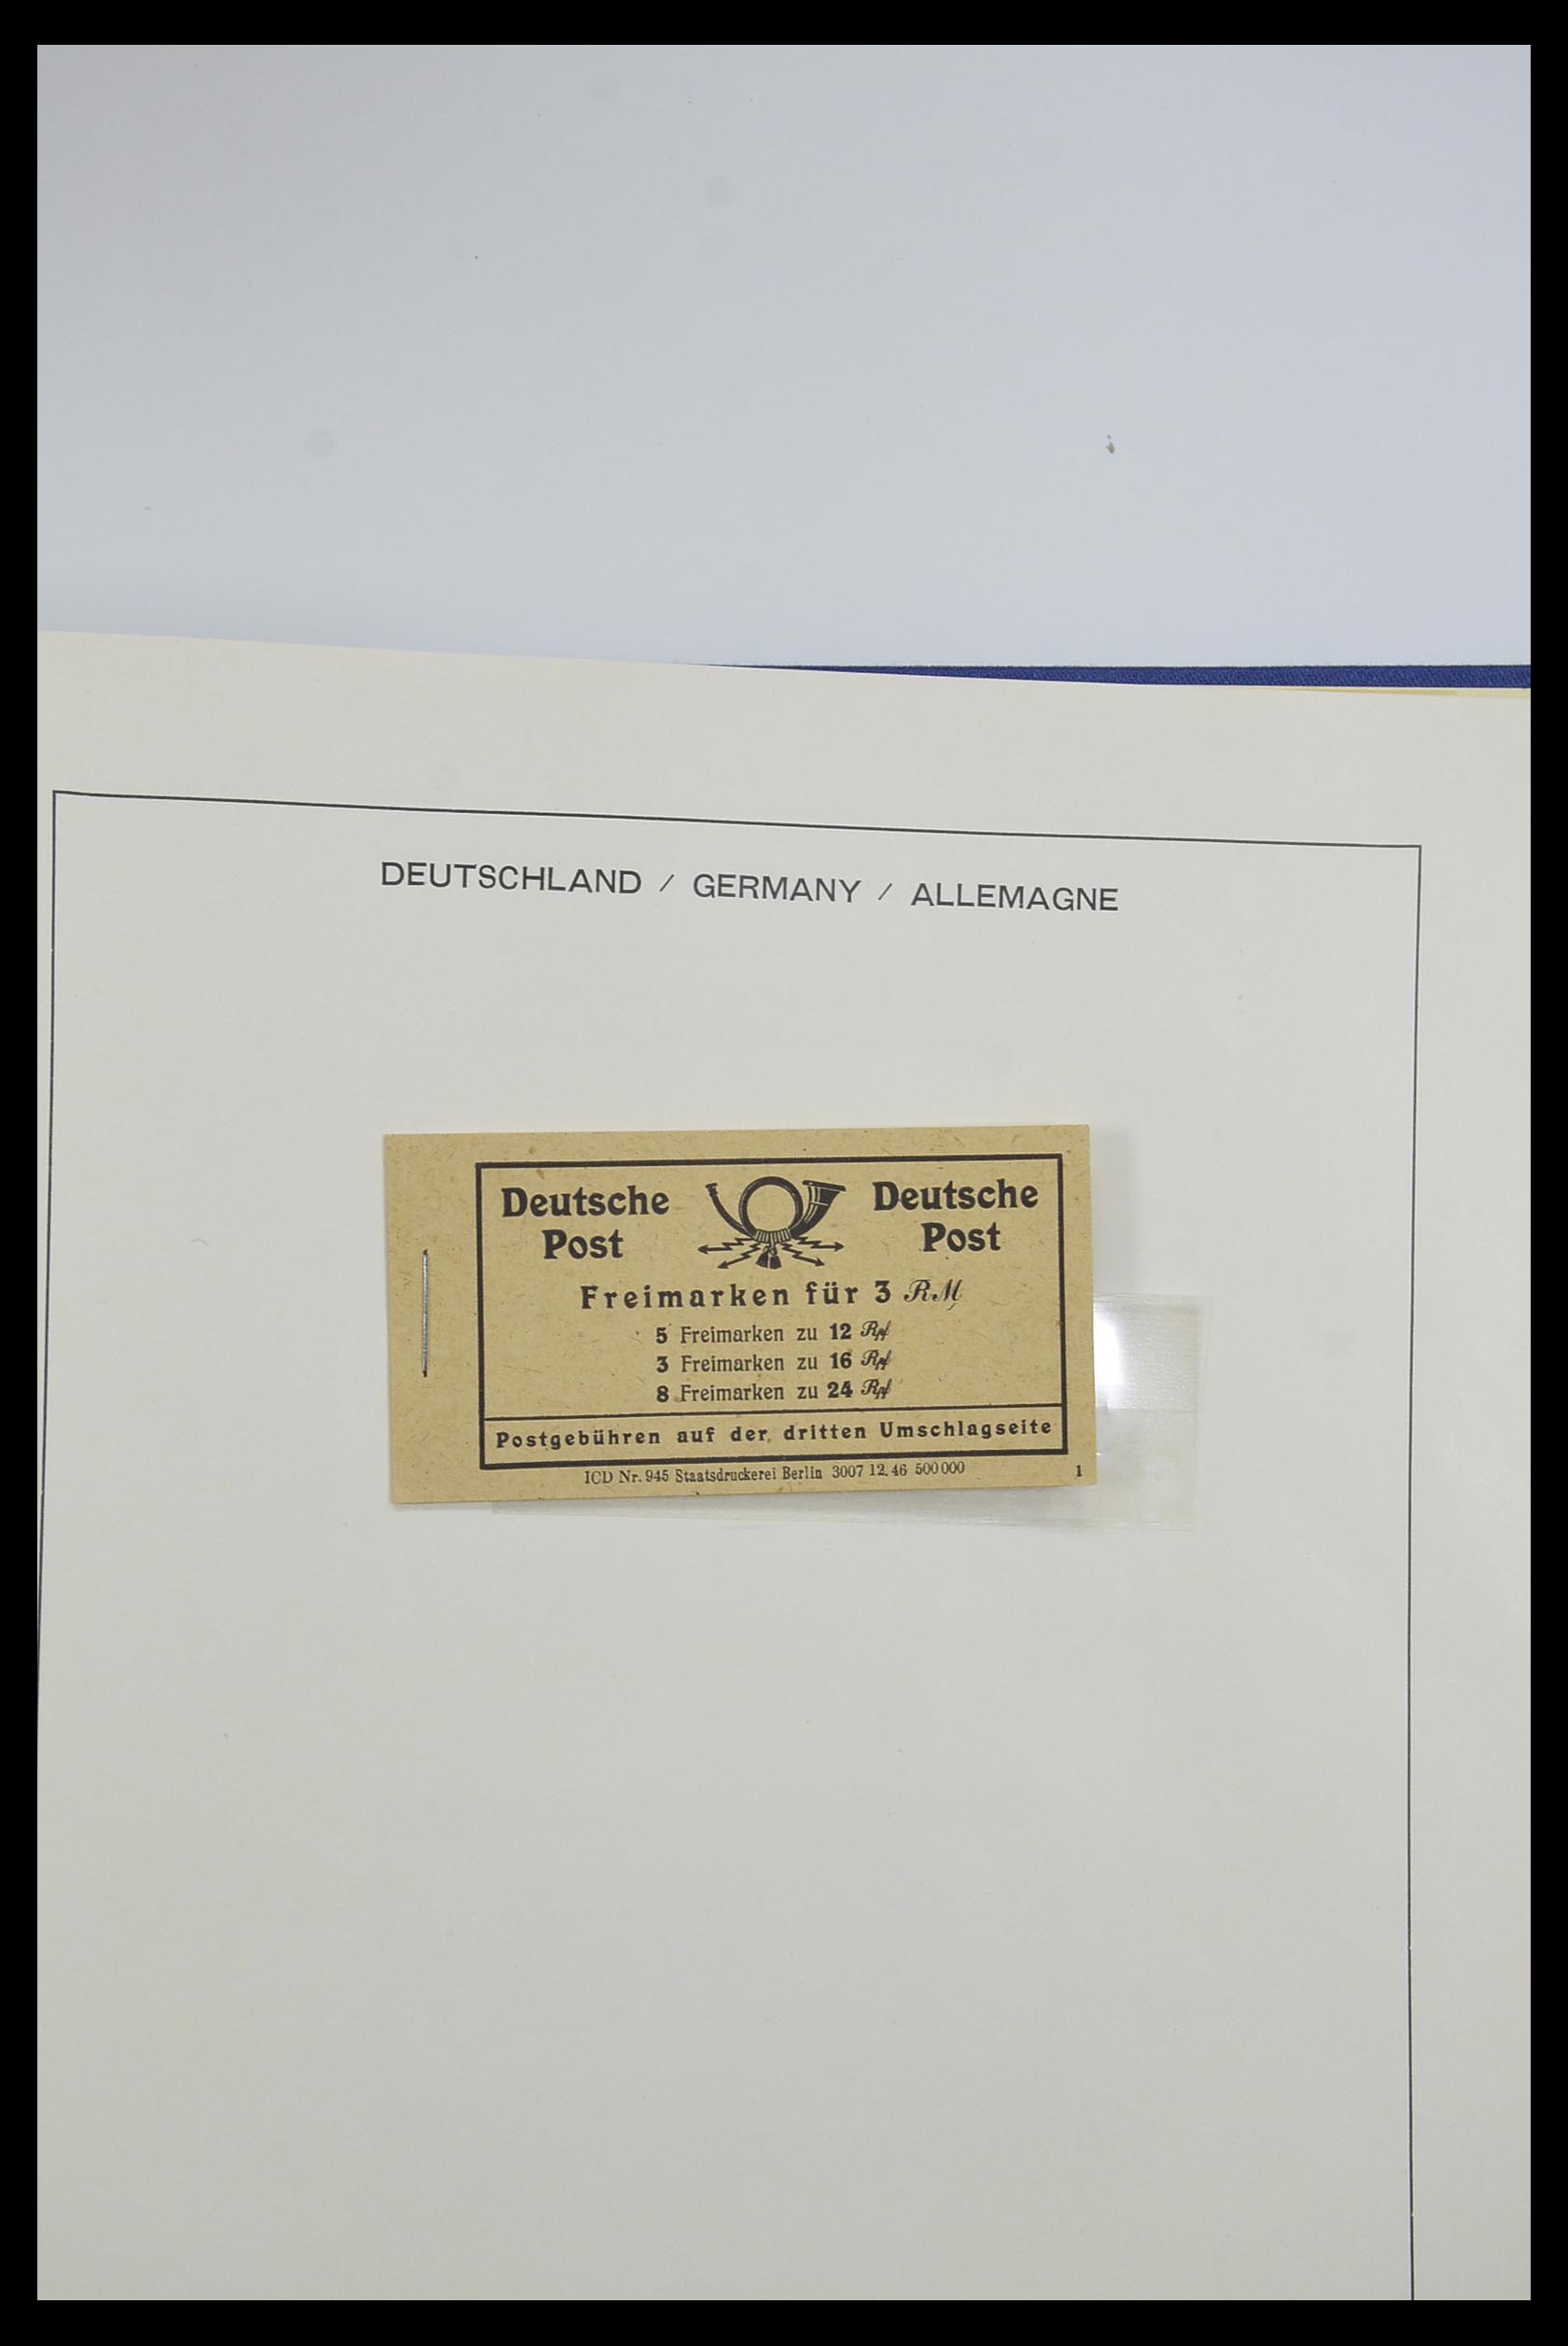 DEUTSCHLAND / GERMANY / ALLEMAGNE
Deutsche Post
Deutsche Post
Freimarken für 3 RM
5 Freimarken zu 12 Rpf
3 Freimarken zu 16 Rpf
8 Freimarken zu 24 Rpf
Postgebühren auf der dritten Umschlagseite
ICD Nr. 945 Staatsdruckerei Berlin 3007 12.46 500 000
1